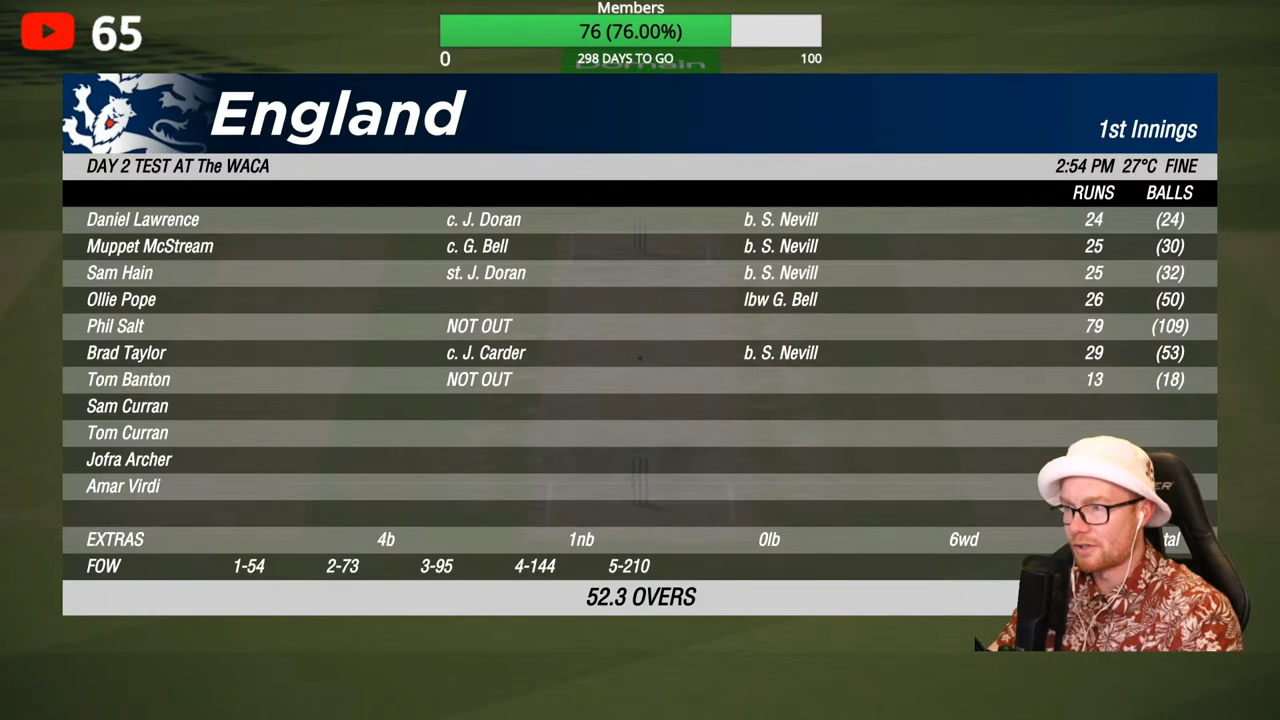 Members
65
76 (76.00%)
0 298 DAYS TO GO 100
Domain
England
1st Innings
DAY 2 TEST AT The WACA 2:54 PM 27°C FINE
RUNS BALLS
Daniel Lawrence c. J. Doran b. S. Nevill 24 (24)
Muppet McStream c. G. Bell b. S. Nevill 25 (30)
Sam Hain st. J. Doran b. S. Nevill 25 (32)
Ollie Pope lbw G. Bell 26 (50)
Phil Salt NOT OUT 79 (109)
Brad Taylor c. J. Carder b. S. Nevill 29 (53)
Tom Banton NOT OUT 13 (18)
Sam Curran
Tom Curran
Jofra Archer
Amar Virdi
EXTRAS 4b 1nb 0lb 6wd
FOW 1-54 2-73 3-95 4-144 5-210
52.3 OVERS